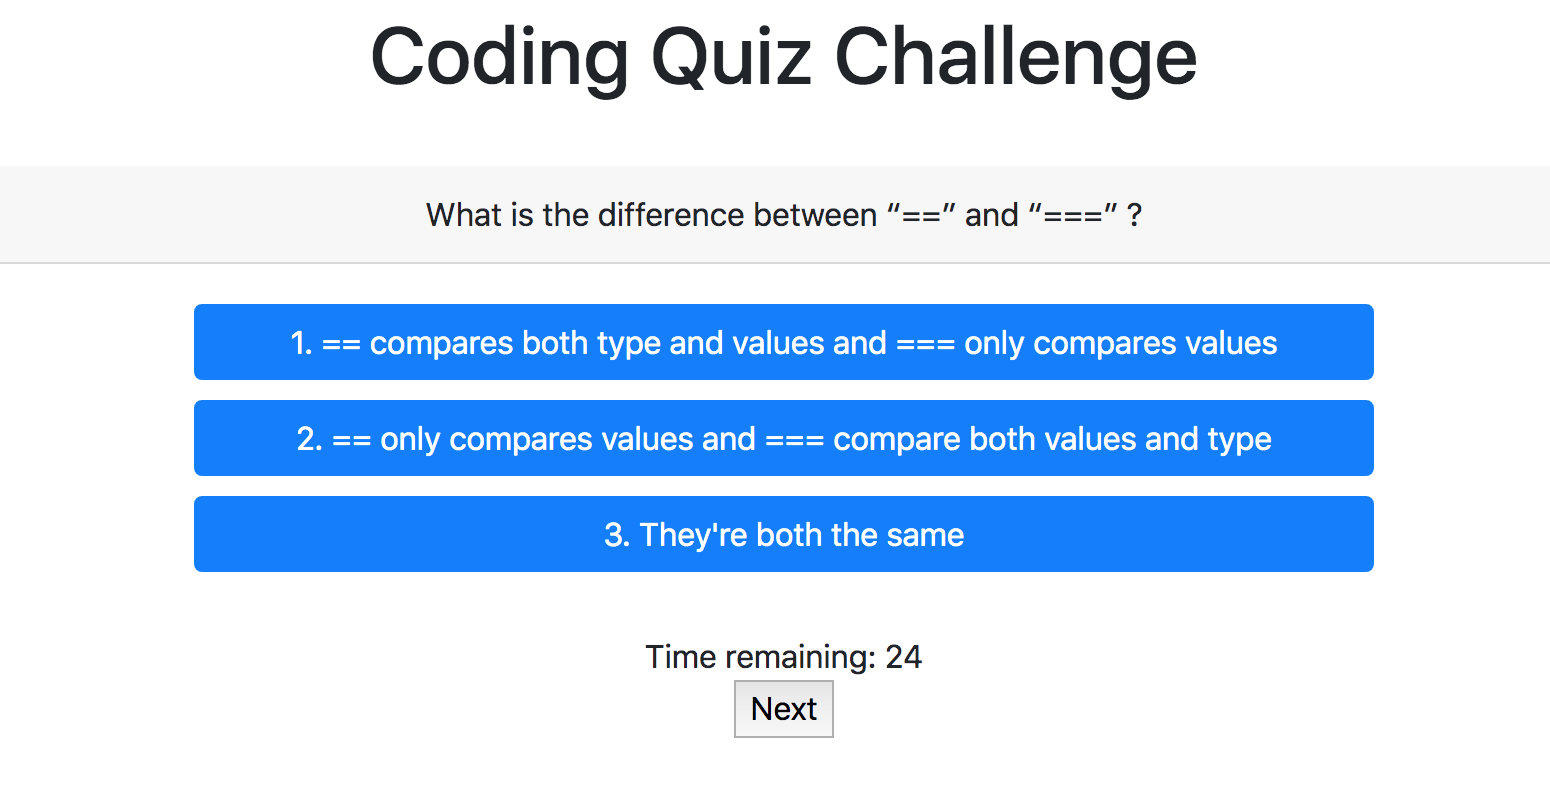 Coding Quiz Challenge
What is the difference between “==” and “===” ?
1. == compares both type and values and === only compares values
2. == only compares values and === compare both values and type
3. They're both the same
Time remaining: 24
Next